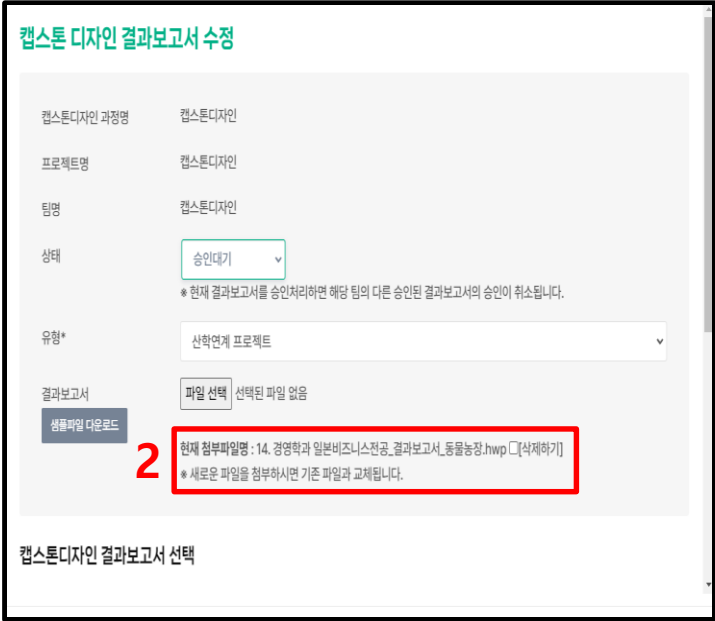 캡스톤 디자인 결과보고서 수정
캡스톤디자인 과정명 캡스톤디자인
프로젝트명 캡스톤디자인
팀명 캡스톤디자인
상태 승인대기
※ 현재 결과보고서를 승인처리하면 해당 팀의 다른 승인된 결과보고서의 승인이 취소됩니다.
유형* 산학연계 프로젝트
결과보고서 파일 선택 선택된 파일 없음
샘플파일 다운로드
2
현재 첨부파일명 : 14. 경영학과 일본비즈니스전공_결과보고서_동물농장.hwp □[삭제하기]
※ 새로운 파일을 첨부하시면 기존 파일과 교체됩니다.
캡스톤디자인 결과보고서 선택